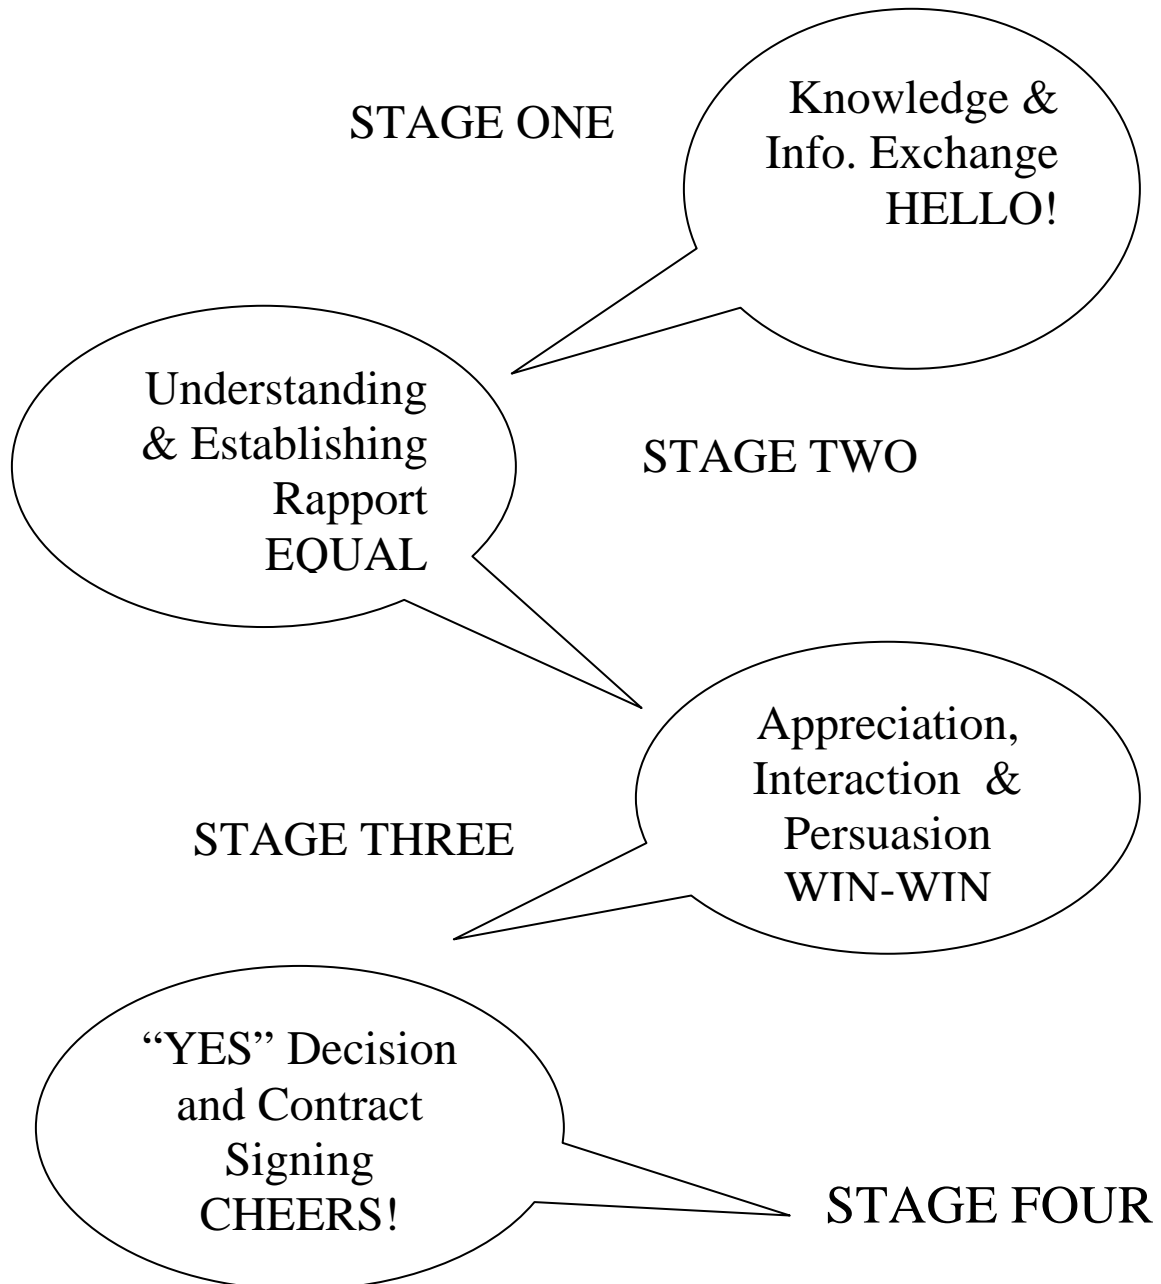 STAGE ONE
Knowledge &
Info. Exchange
HELLO!
Understanding
& Establishing
Rapport
EQUAL
STAGE TWO
Appreciation,
Interaction &
Persuasion
WIN-WIN
STAGE THREE
“YES” Decision
and Contract
Signing
CHEERS!
STAGE FOUR